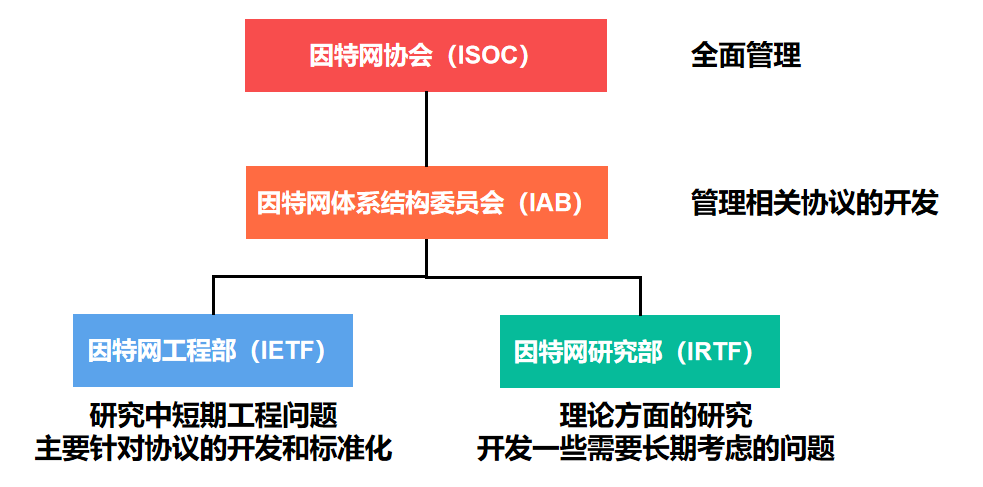 因特网协会（ISOC）
全面管理
因特网体系结构委员会（IAB）
管理相关协议的开发
因特网工程部（IETF）
因特网研究部（IRTF）
研究中短期工程问题
主要针对协议的开发和标准化
理论方面的研究
开发一些需要长期考虑的问题